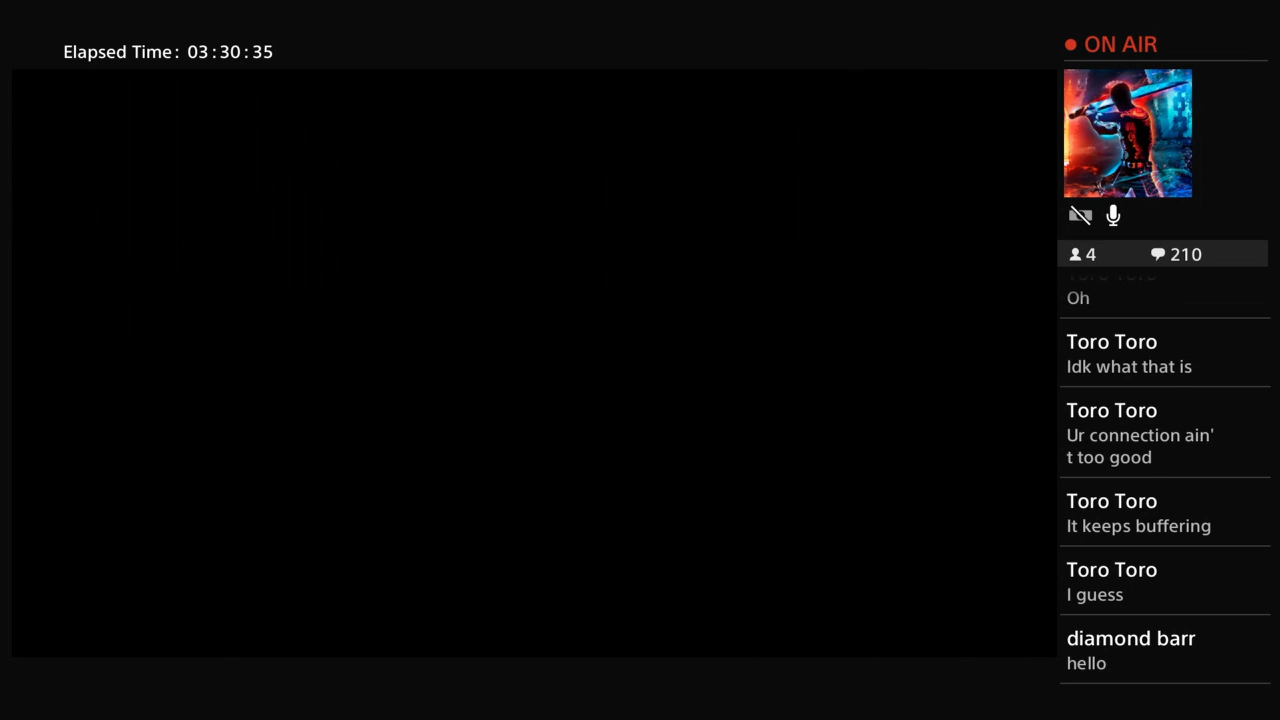 Elapsed Time: 03:30:35
ON AIR
4 210
Oh
Toro Toro
Idk what that is
Toro Toro
Ur connection ain'
t too good
Toro Toro
It keeps buffering
Toro Toro
I guess
diamond barr
hello